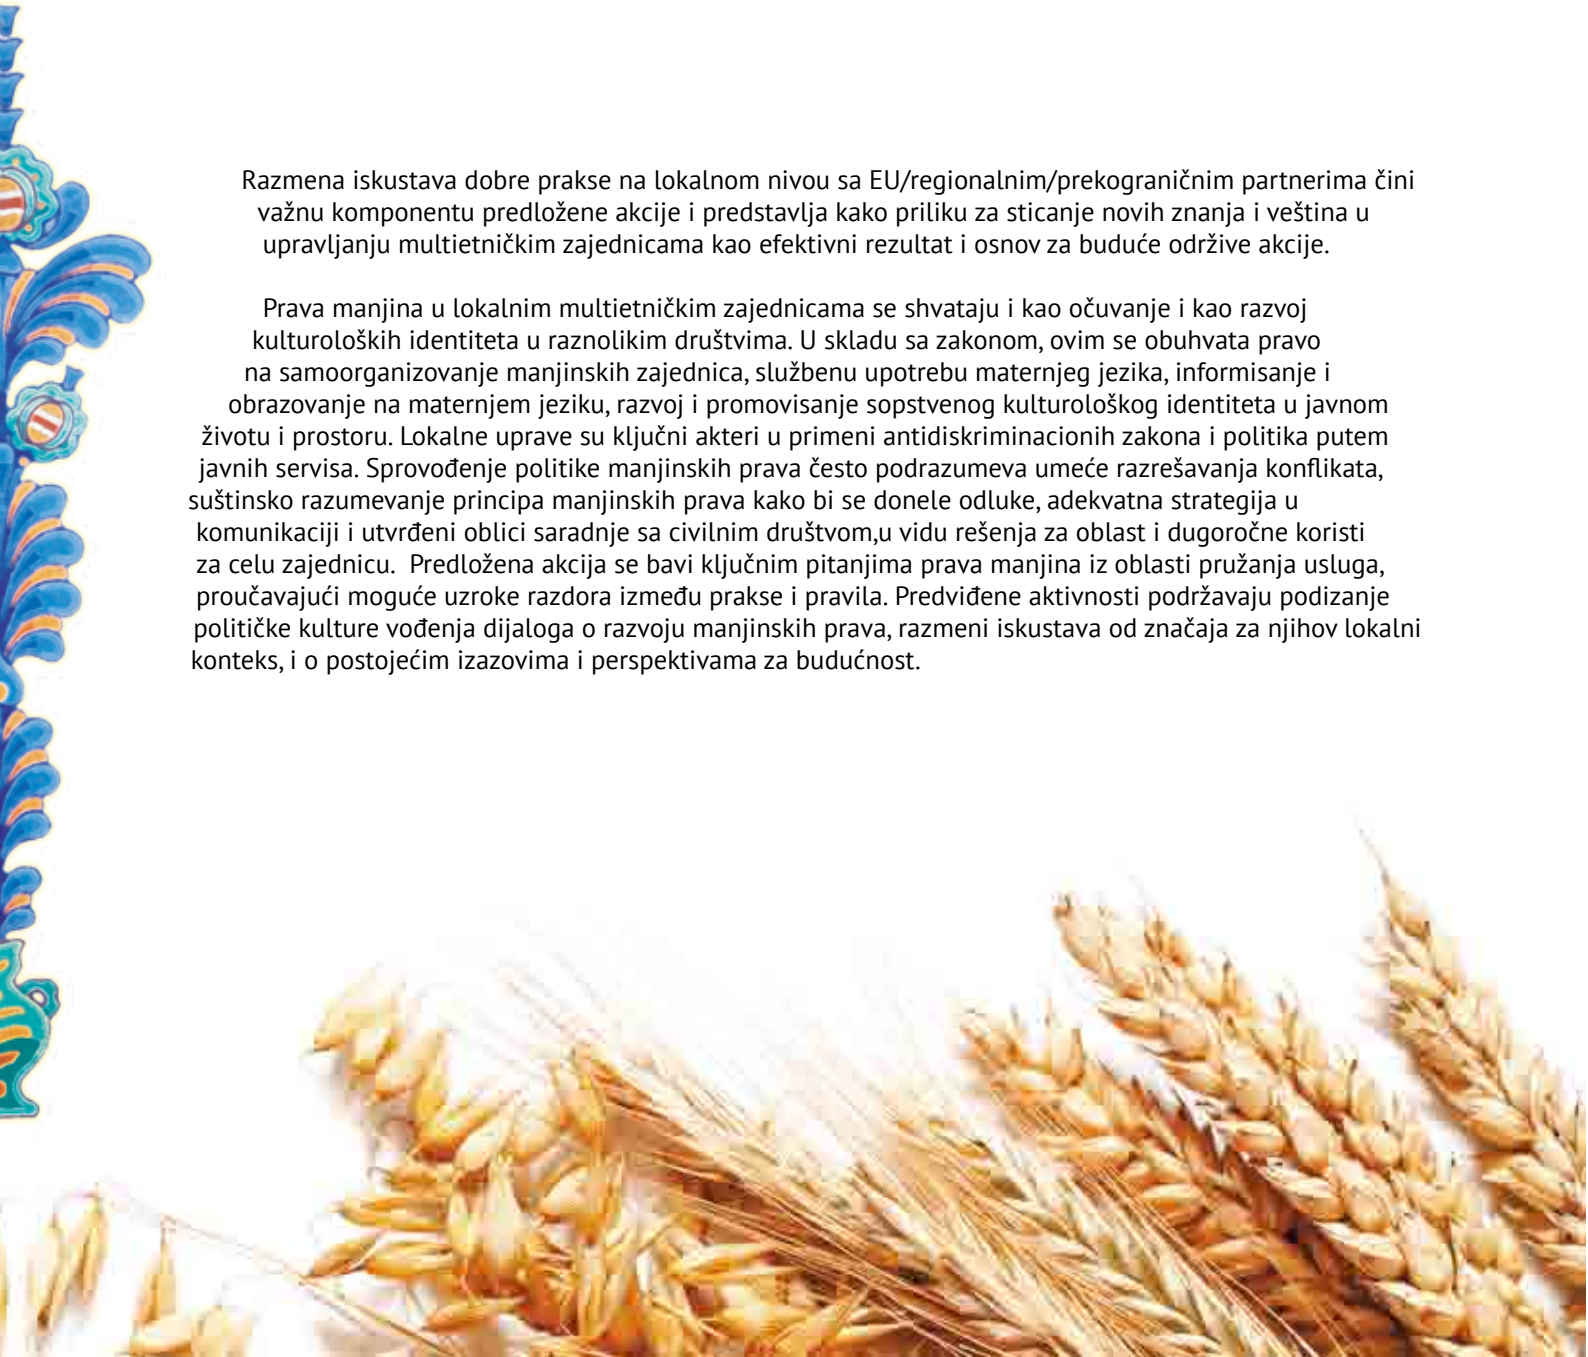 Razmena iskustava dobre prakse na lokalnom nivou sa EU/regionalnim/prekograničnim partnerima čini
važnu komponentu predložene akcije i predstavlja kako priliku za sticanje novih znanja i veština u
upravljanju multietničkim zajednicama kao efektivni rezultat i osnov za buduće održive akcije.
Prava manjina u lokalnim multietničkim zajednicama se shvataju i kao očuvanje i kao razvoj
kulturoloških identiteta u raznolikim društvima. U skladu sa zakonom, ovim se obuhvata pravo
na samoorganizovanje manjinskih zajednica, službenu upotrebu maternjeg jezika, informisanje i
obrazovanje na maternjem jeziku, razvoj i promovisanje sopstvenog kulturološkog identiteta u javnom
životu i prostoru. Lokalne uprave su ključni akteri u primeni antidiskriminacionih zakona i politika putem
javnih servisa. Sprovođenje politike manjinskih prava često podrazumeva umeće razrešavanja konflikata,
suštinsko razumevanje principa manjinskih prava kako bi se donele odluke, adekvatna strategija u
komunikaciji i utvrđeni oblici saradnje sa civilnim društvom,u vidu rešenja za oblast i dugoročne koristi
za celu zajednicu.  Predložena akcija se bavi ključnim pitanjima prava manjina iz oblasti pružanja usluga,
proučavajući moguće uzroke razdora između prakse i pravila. Predviđene aktivnosti podržavaju podizanje
političke kulture vođenja dijaloga o razvoju manjinskih prava, razmeni iskustava od značaja za njihov lokalni
konteks, i o postojećim izazovima i perspektivama za budućnost.